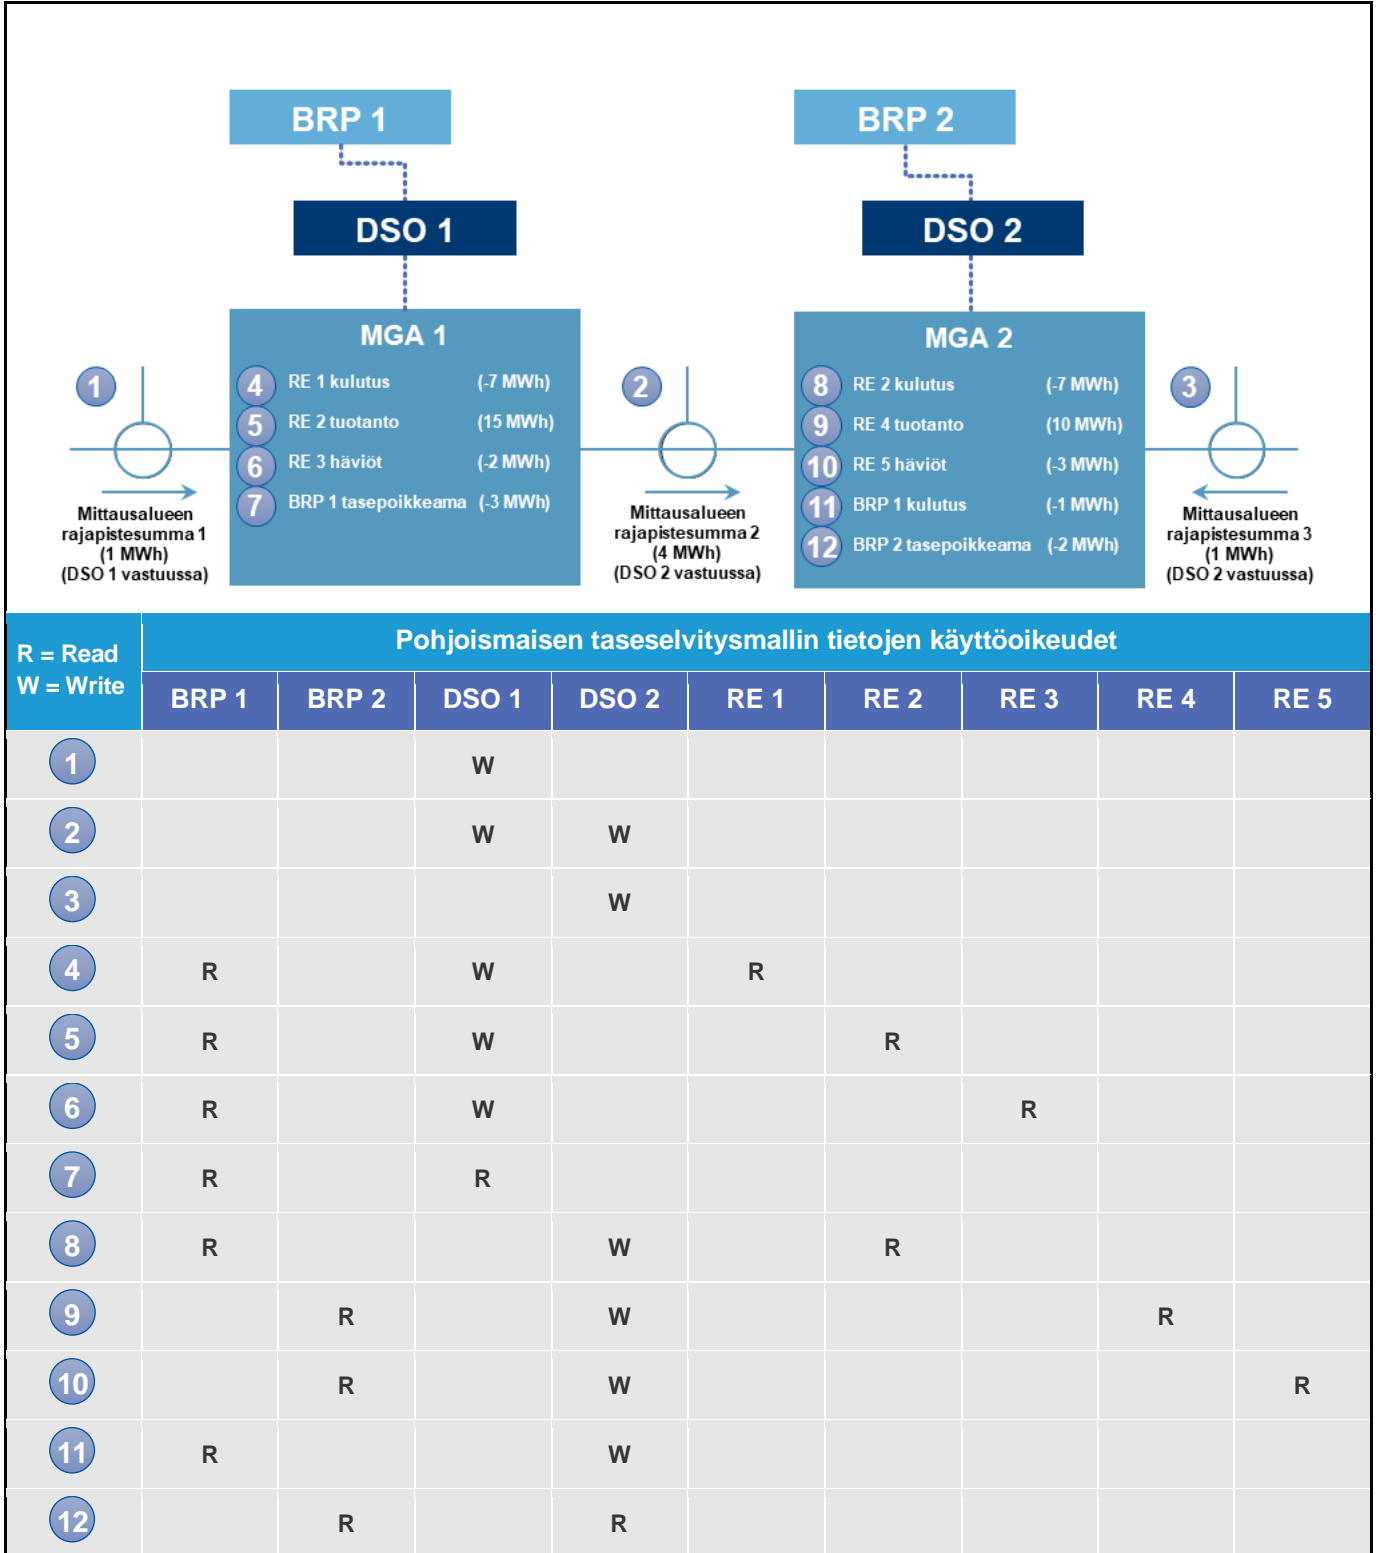 BRP 1
BRP 2
DSO 1
DSO 2
MGA 1
4 RE 1 kulutus (-7 MWh)
5 RE 2 tuotanto (15 MWh)
6 RE 3 häviöt (-2 MWh)
7 BRP 1 tasepoikkeama (-3 MWh)
MGA 2
8 RE 2 kulutus (-7 MWh)
9 RE 4 tuotanto (10 MWh)
10 RE 5 häviöt (-3 MWh)
11 BRP 1 kulutus (-1 MWh)
12 BRP 2 tasepoikkeama (-2 MWh)
1
Mittausalueen
rajapistesumma 1
(1 MWh)
(DSO 1 vastuussa)
2
Mittausalueen
rajapistesumma 2
(4 MWh)
(DSO 2 vastuussa)
3
Mittausalueen
rajapistesumma 3
(1 MWh)
(DSO 2 vastuussa)
R = Read
W = Write
Pohjoismaisen taseselvitysmallin tietojen käyttöoikeudet
BRP 1 BRP 2 DSO 1 DSO 2 RE 1 RE 2 RE 3 RE 4 RE 5
1 W
2 W W
3 W
4 R W R
5 R W R
6 R W R
7 R R
8 R W R
9 R W R
10 R W R
11 R W
12 R R